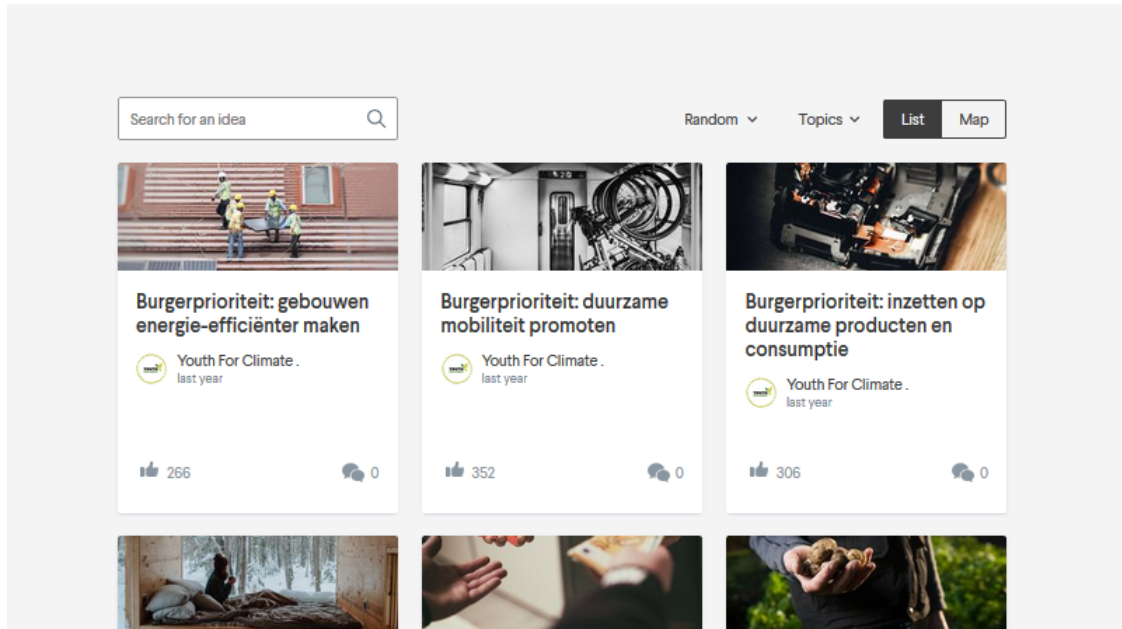 Search for an idea
Random
Topics
List
Map
Burgerprioriteit: gebouwen
energie-efficiënter maken
Youth For Climate .
last year
266
0
Burgerprioriteit: duurzame
mobiliteit promoten
Youth For Climate .
last year
352
0
Burgerprioriteit: inzetten op
duurzame producten en
consumptie
Youth For Climate .
last year
306
0